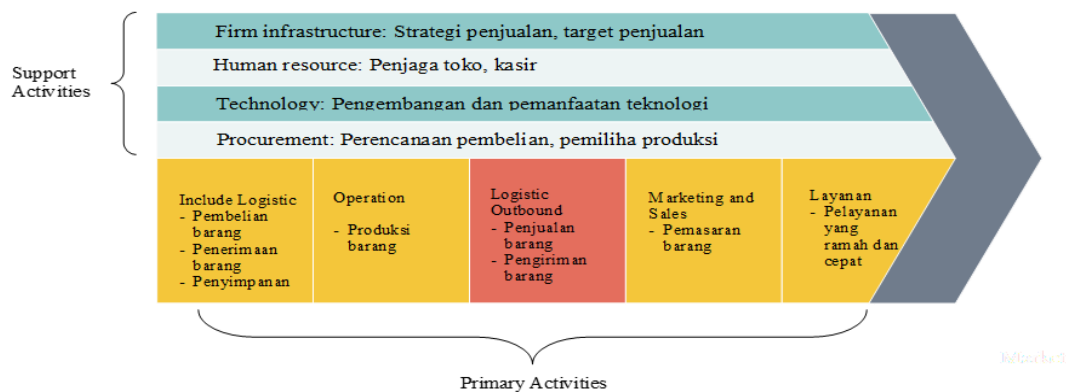 Firm infrastructure: Strategi penjualan, target penjualan
Human resource: Penjaga toko, kasir
Technology: Pengembangan dan pemanfaatan teknologi
Procurement: Perencanaan pembelian, pemiliha produksi
Support
Activities
Include Logistic
- Pembelian
barang
- Penerimaan
barang
- Penyimpanan
Operation
- Produksi
barang
Logistic
Outbound
- Penjualan
barang
- Pengiriman
barang
Marketing and
Sales
- Pemasaran
barang
Layanan
- Pelayanan
yang
ramah dan
cepat
Primary Activities